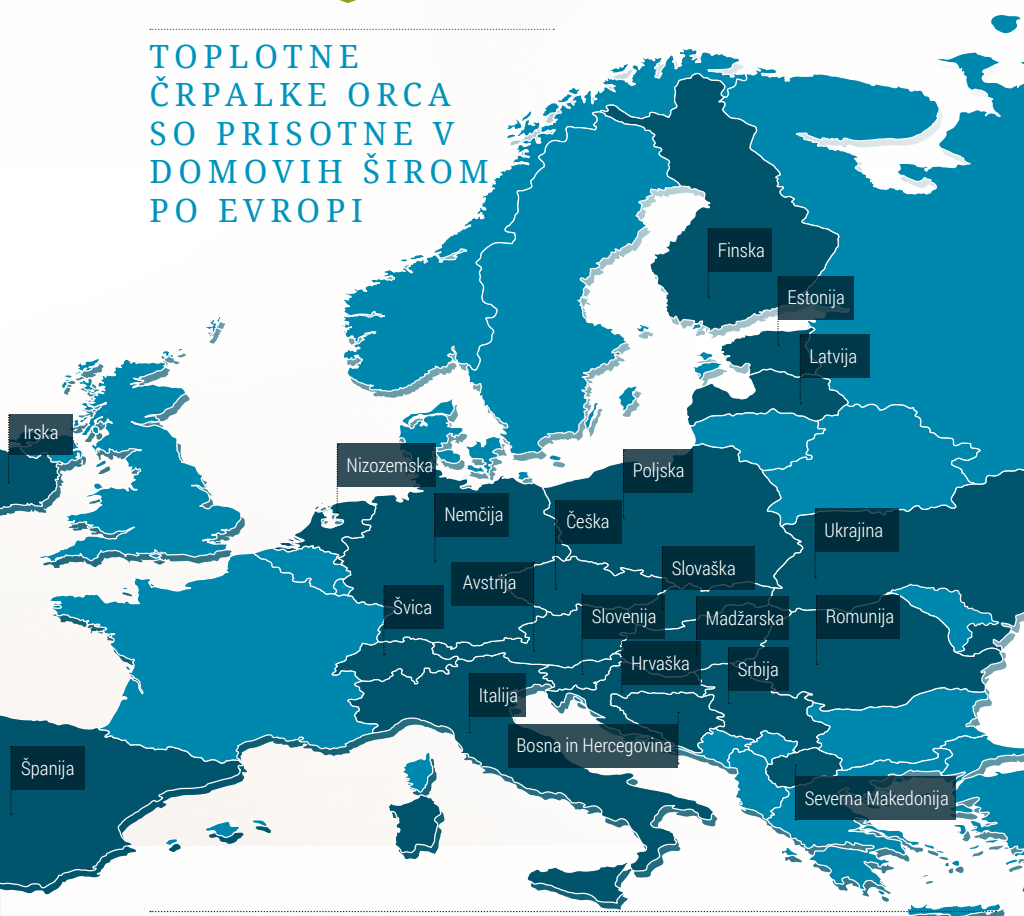 TOPLOTNE
ČRPALKE ORCA
SO PRISOTNE V
DOMOVIH ŠIROM
PO EVROPI
Finska
Estonija
Latvija
Irska
Nizozemska
Poljska
Nemčija
Češka
Ukrajina
Slovaška
Avstrija
Švica
Slovenija
Madžarska
Romunija
Hrvaška
Srbija
Italija
Bosna in Hercegovina
Španija
Severna Makedonija